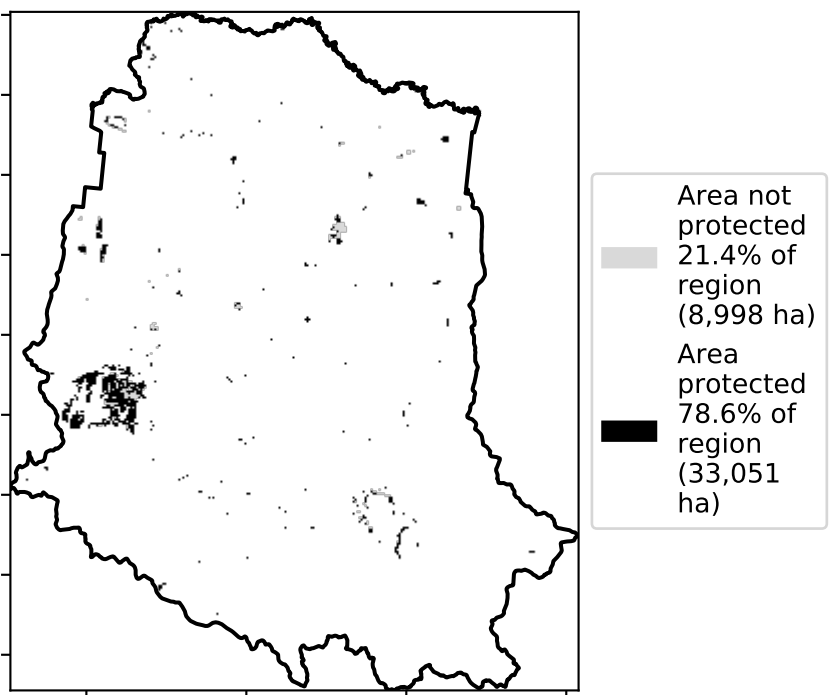 Area not
protected
21.4% of
region
(8,998 ha)
Area
protected
78.6% of
region
(33,051
ha)